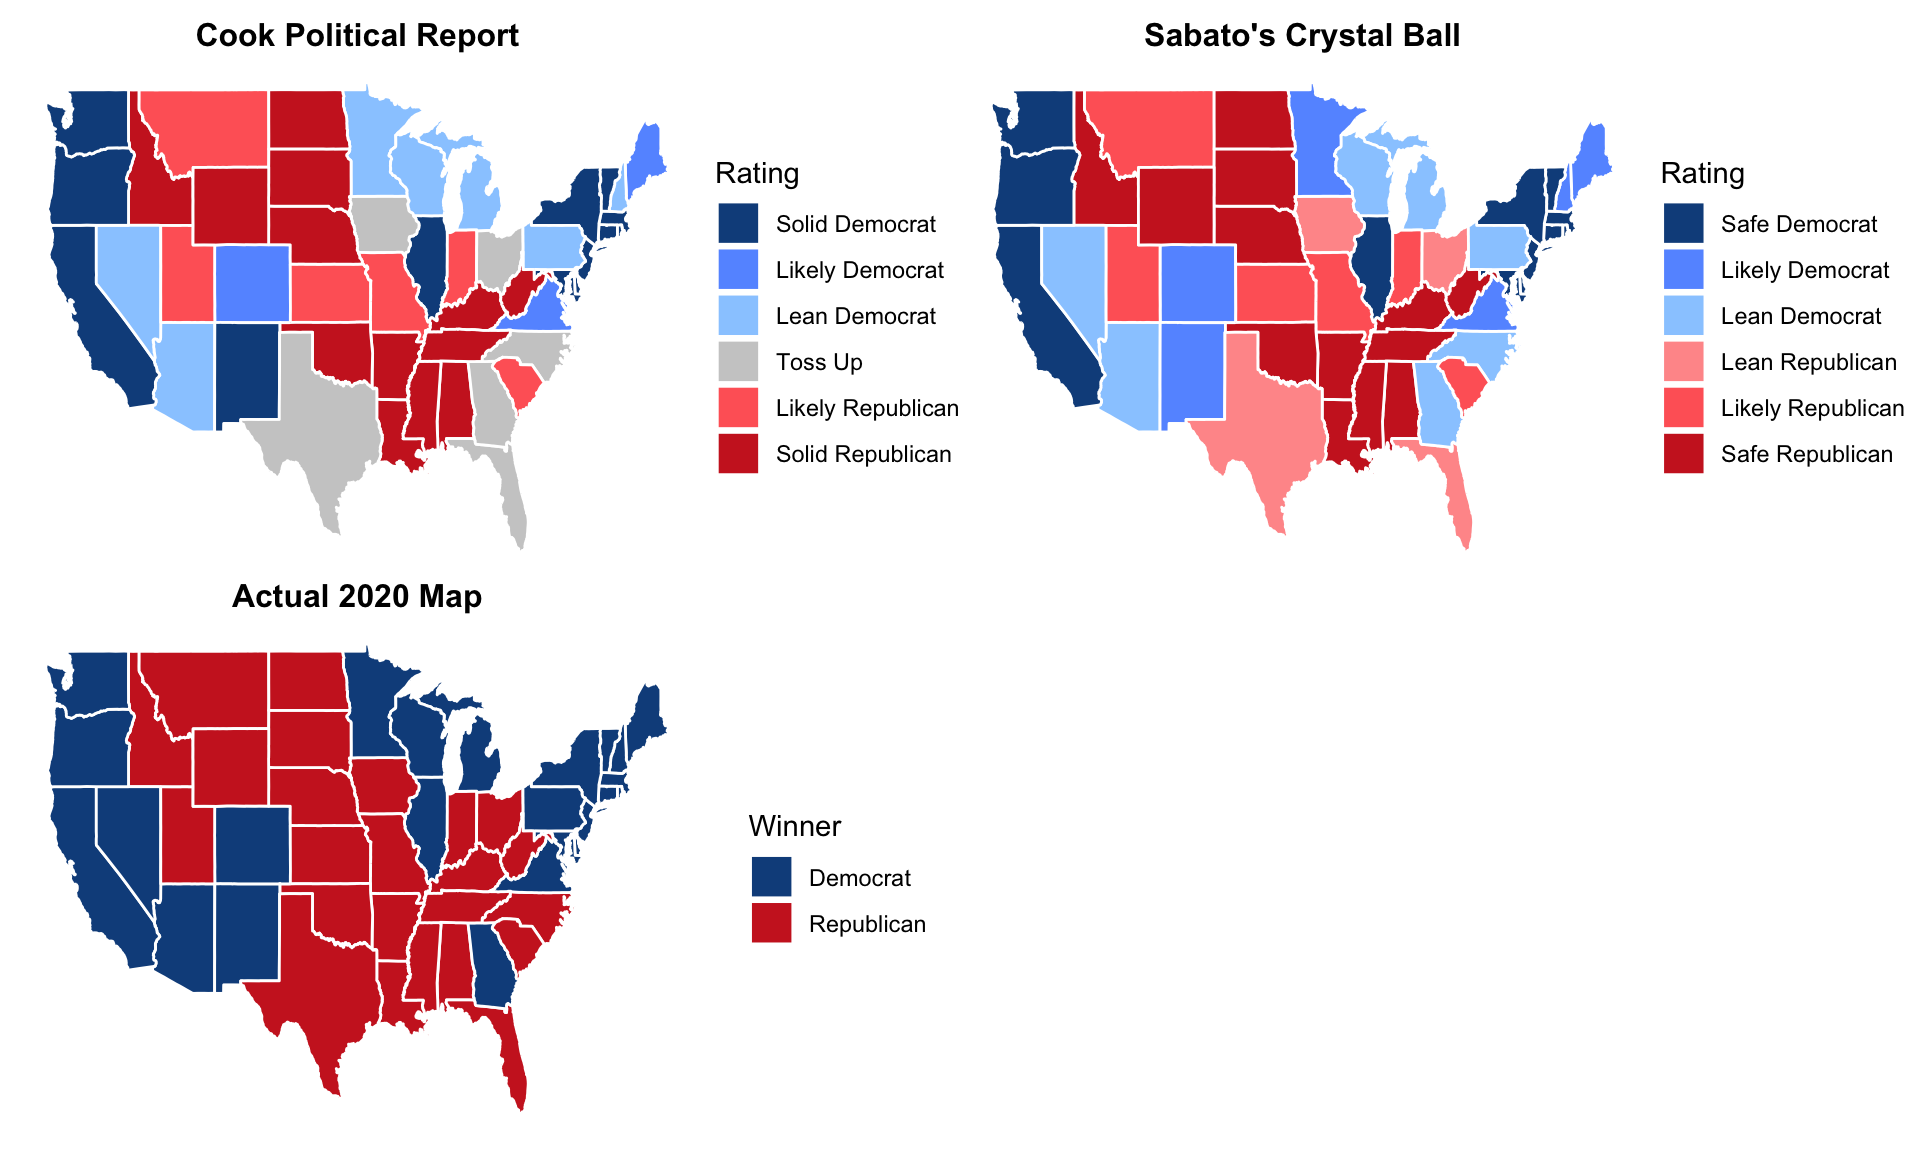 Cook Political Report
Rating
Solid Democrat
Likely Democrat
Lean Democrat
Toss Up
Likely Republican
Solid Republican
Sabato's Crystal Ball
Rating
Safe Democrat
Likely Democrat
Lean Democrat
Lean Republican
Likely Republican
Safe Republican
Actual 2020 Map
Winner
Democrat
Republican